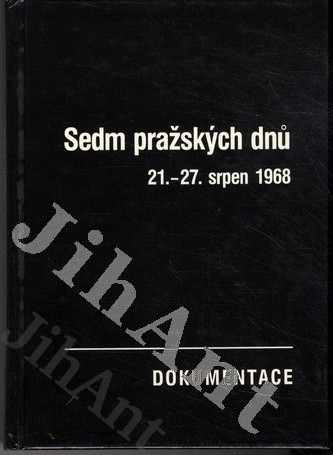 Sedm pražských dnů
21.–27. srpen 1968
JihAnt
JihAnt
DOKUMENTACE